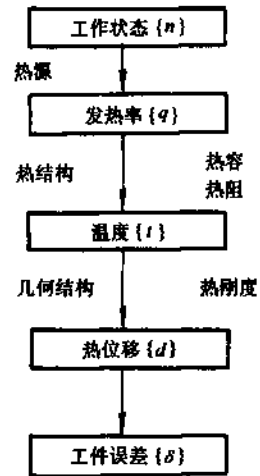 工作状态{n}
热源
发热率{q}
热结构 热容
热阻
温度{t}
几何结构 热刚度
热位移{d}
工件误差{δ}